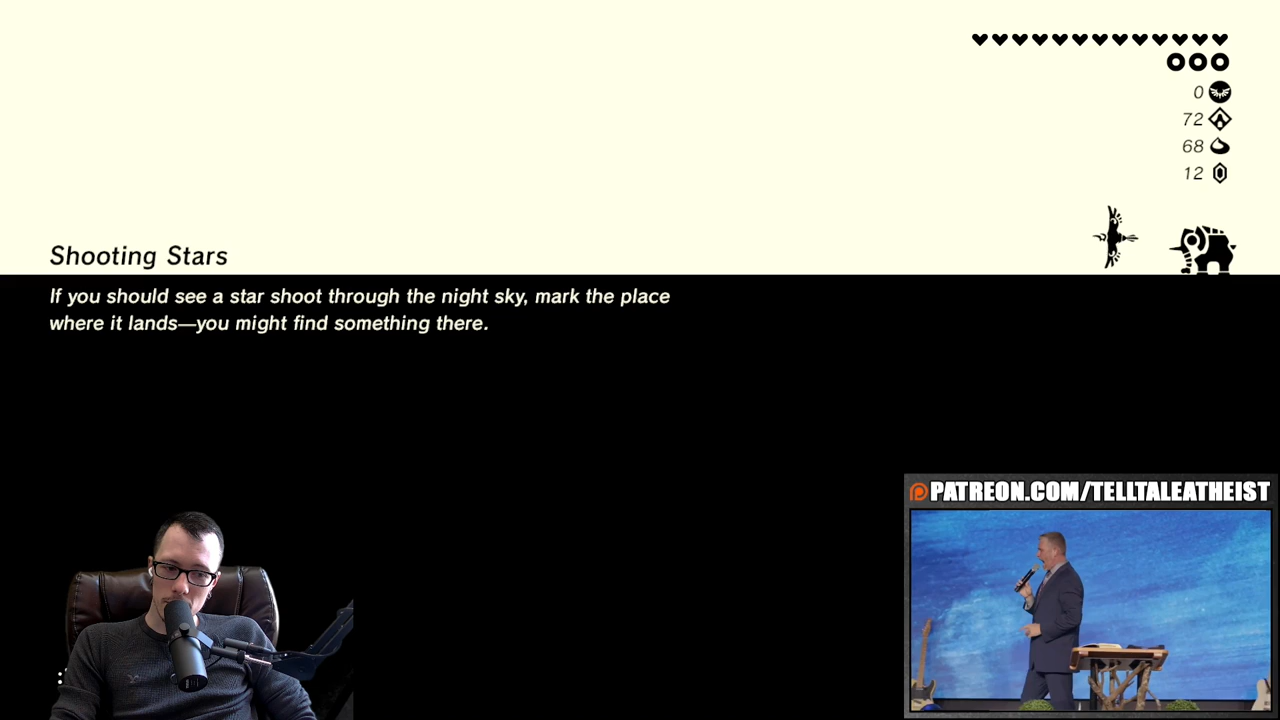 0
72
68
12
Shooting Stars
If you should see a star shoot through the night sky, mark the place
where it lands—you might find something there.
PATREON.COM/TELLTALEATHEIST